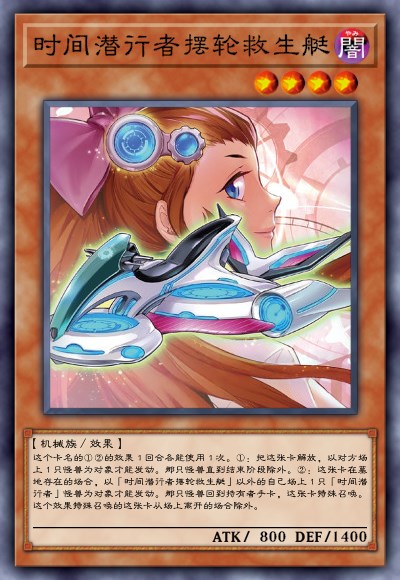 时间潜行者摆轮救生艇
やみ
闇
【机械族／效果】
这个卡名的①②的效果1回合各能使用1次。①：把这张卡解放，以对方场
上1只怪兽为对象才能发动。那只怪兽直到结束阶段除外。②：这张卡在墓
地存在的场合，以「时间潜行者摆轮救生艇」以外的自己场上1只「时间潜
行者」怪兽为对象才能发动。那只怪兽回到持有者手卡，这张卡特殊召唤。
这个效果特殊召唤的这张卡从场上离开的场合除外。
ATK/ 800 DEF/1400